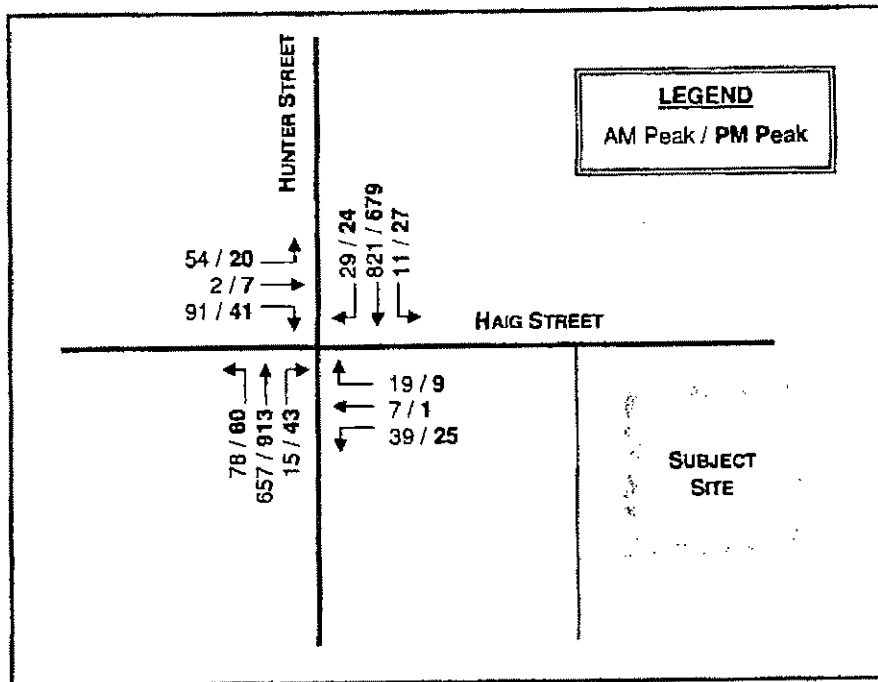 HUNTER STREET
LEGEND
AM Peak / PM Peak
54 / 20
2 / 7
91 / 41
29 / 24
821 / 679
11 / 27
HAIG STREET
78 / 60
657 / 913
15 / 43
19 / 9
7 / 1
39 / 25
SUBJECT
SITE